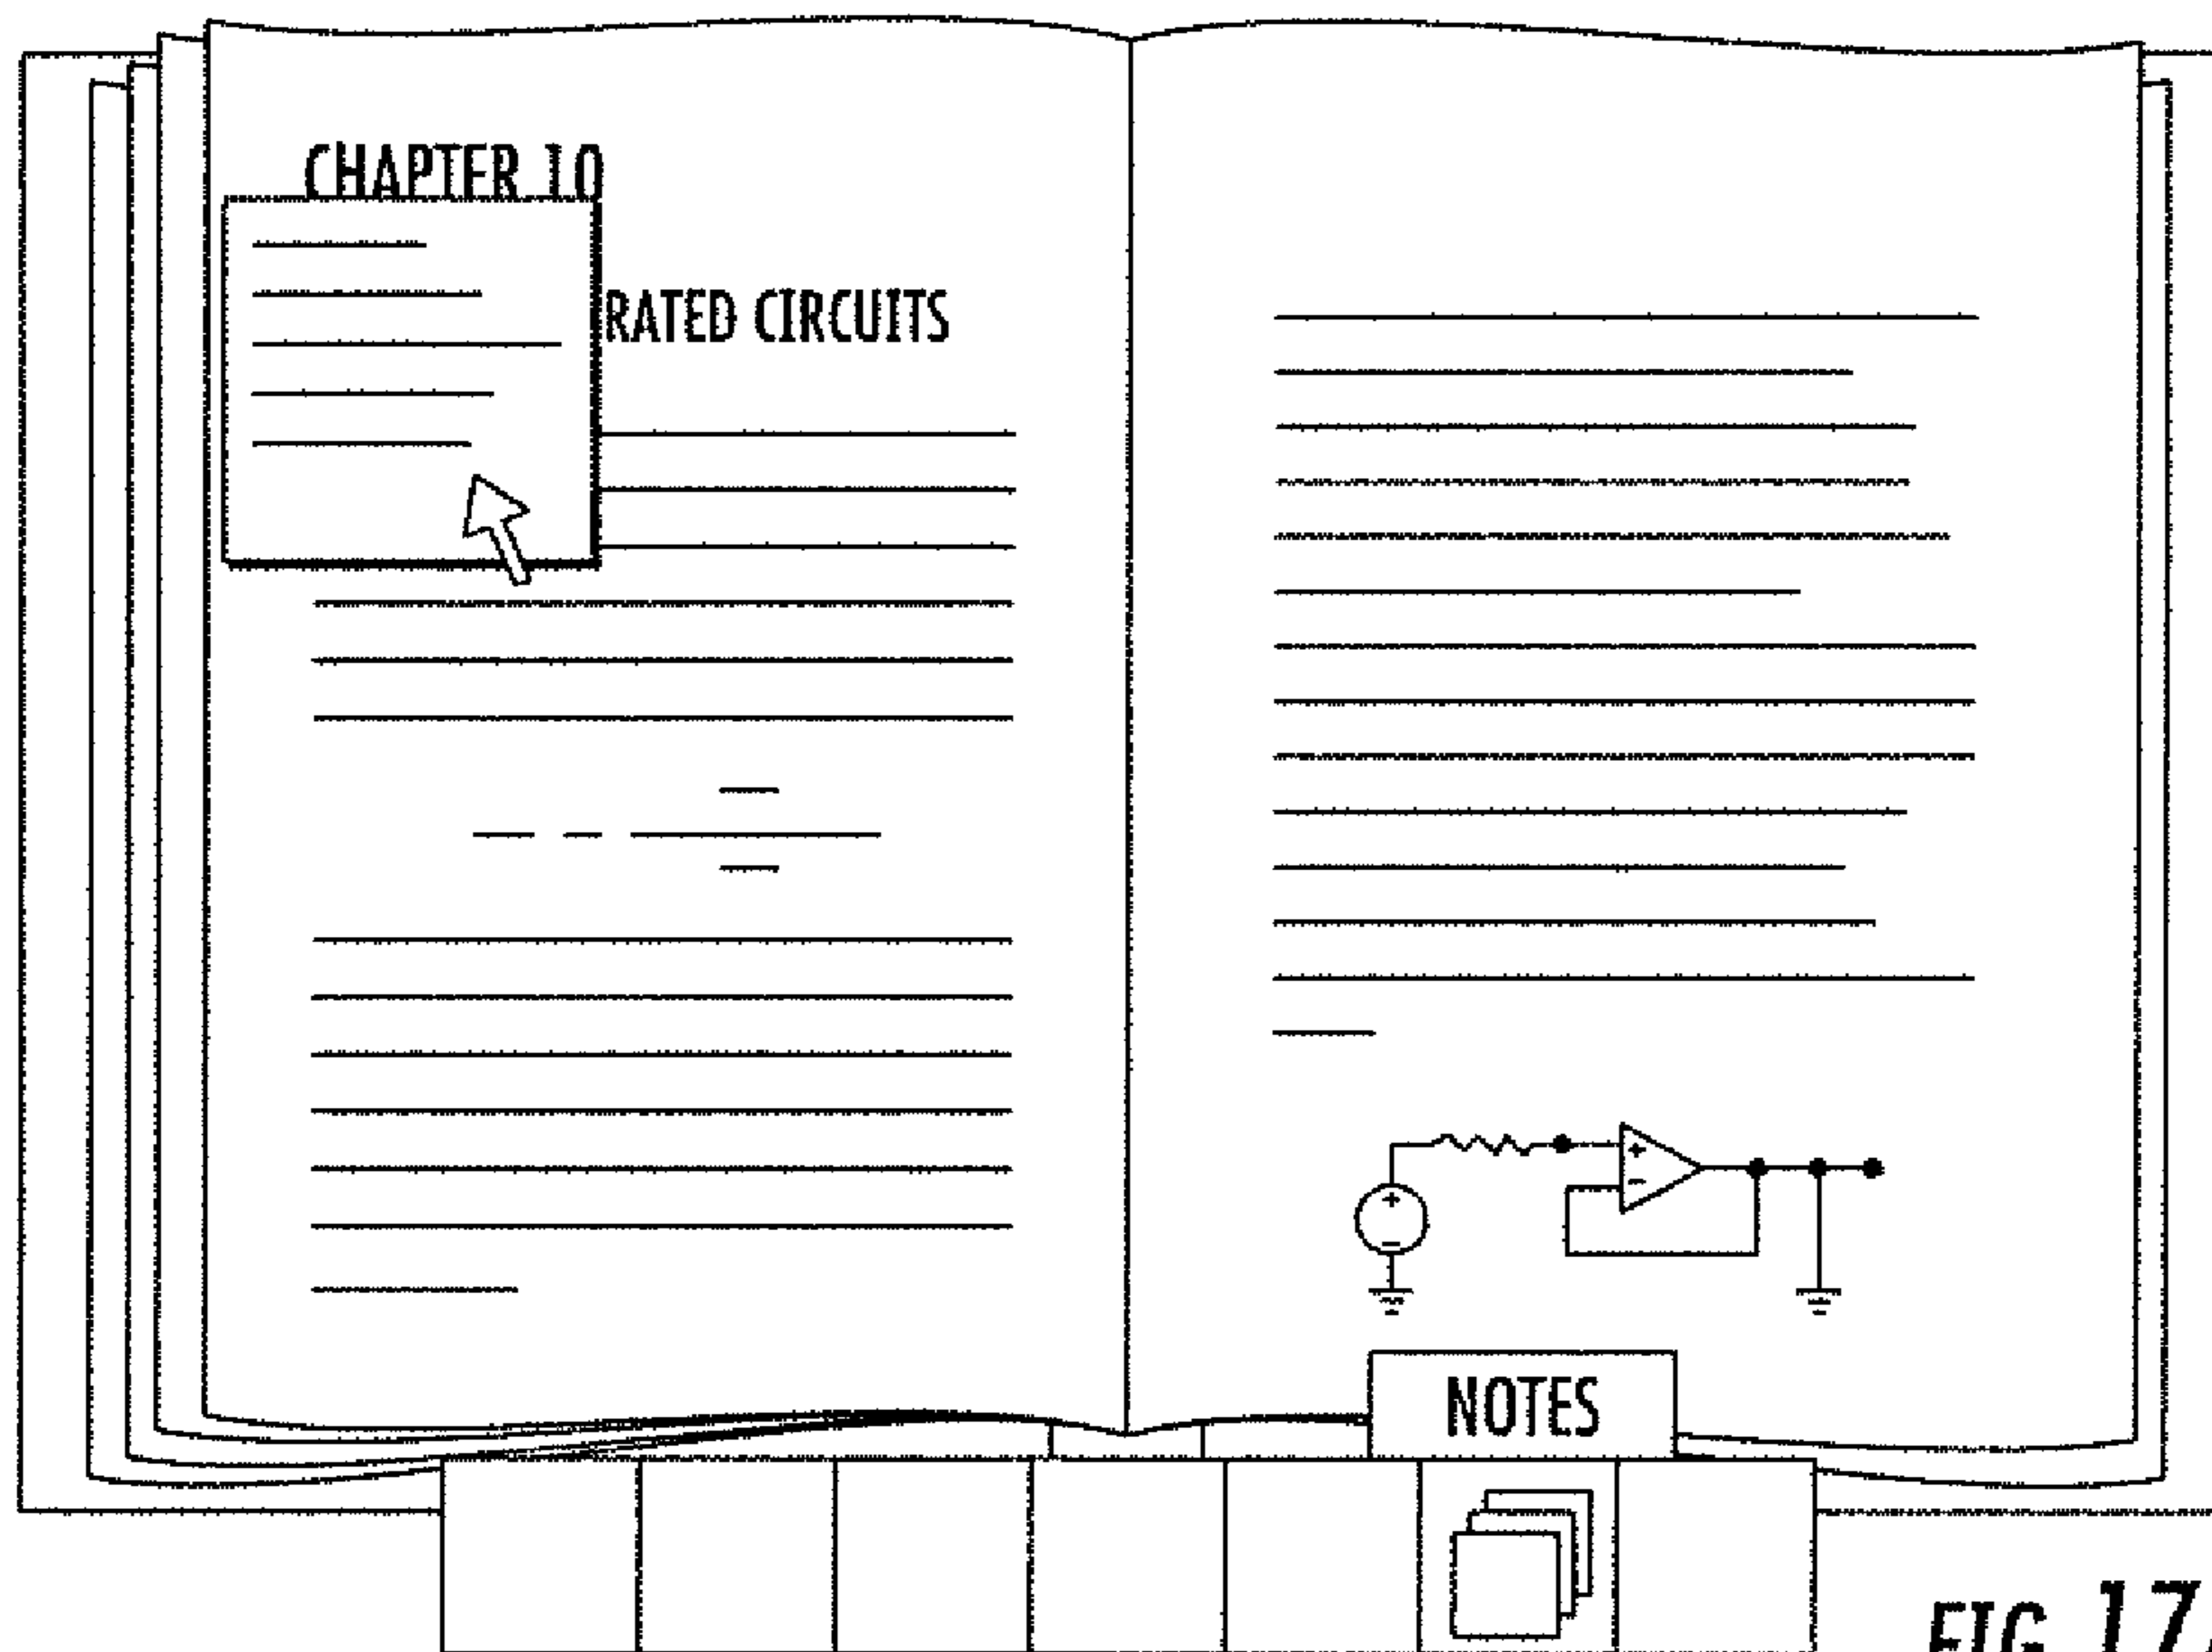 CHAPTER 10
RATED CIRCUITS
+
+
-
+
-
NOTES
FIG. 17